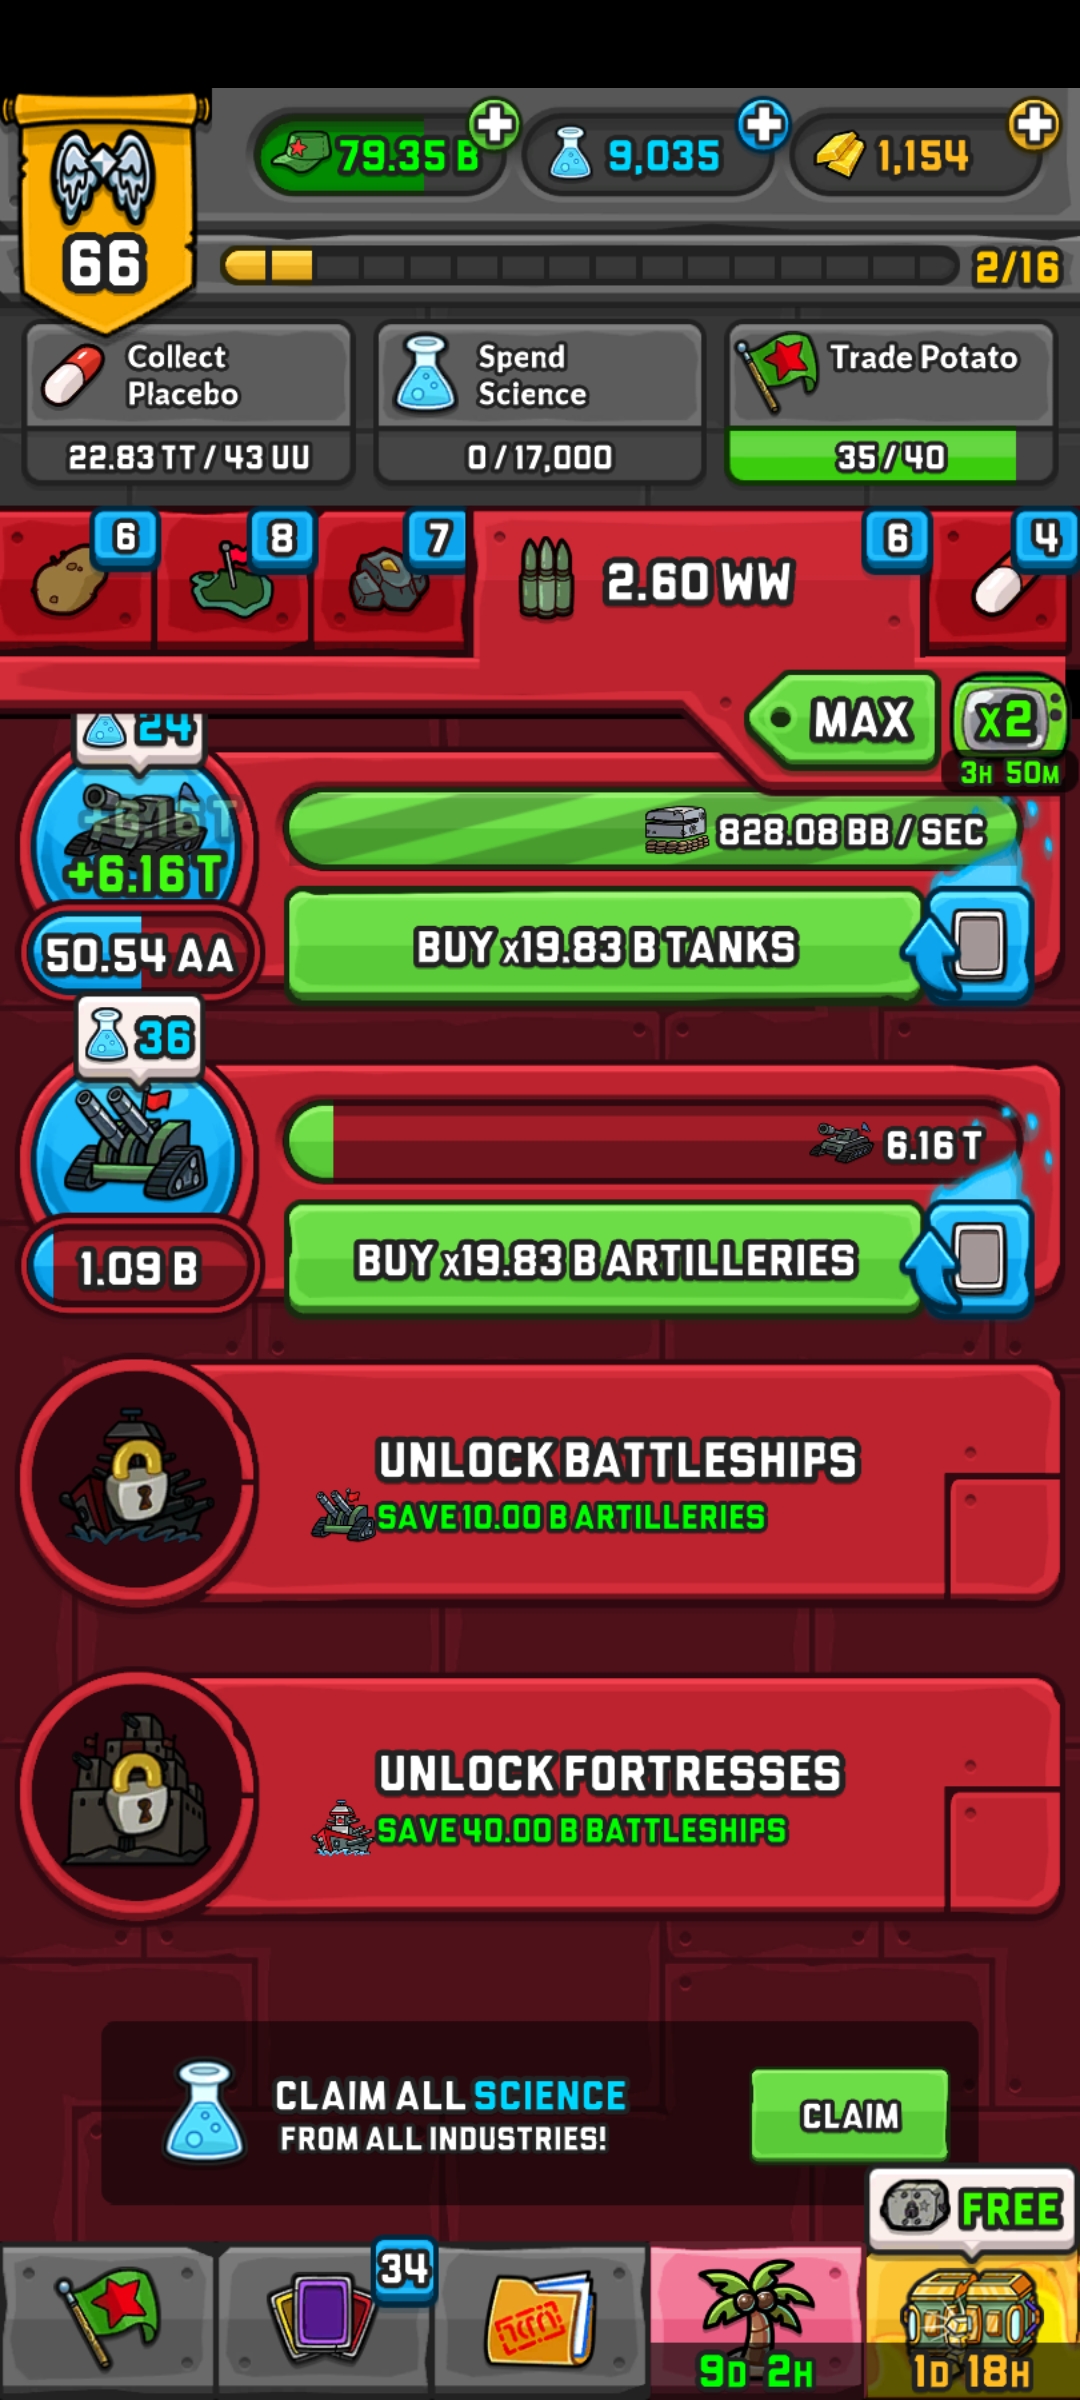 79.35 B
9,035
1,154
66
2/16
Collect
Placebo
22.83 TT / 43 UU
Spend
Science
0 / 17,000
Trade Potato
35 / 40
6
8
7
2.60 WW
6
4
MAX
x2
3H 50M
24
+6.16 T
+6.16 T
828.08 BB / SEC
50.54 AA
BUY x19.83 B TANKS
36
6.16 T
1.09 B
BUY x19.83 B ARTILLERIES
UNLOCK BATTLESHIPS
SAVE 10.00 B ARTILLERIES
UNLOCK FORTRESSES
SAVE 40.00 B BATTLESHIPS
CLAIM ALL SCIENCE
FROM ALL INDUSTRIES!
CLAIM
FREE
34
9D 2H
1D 18H